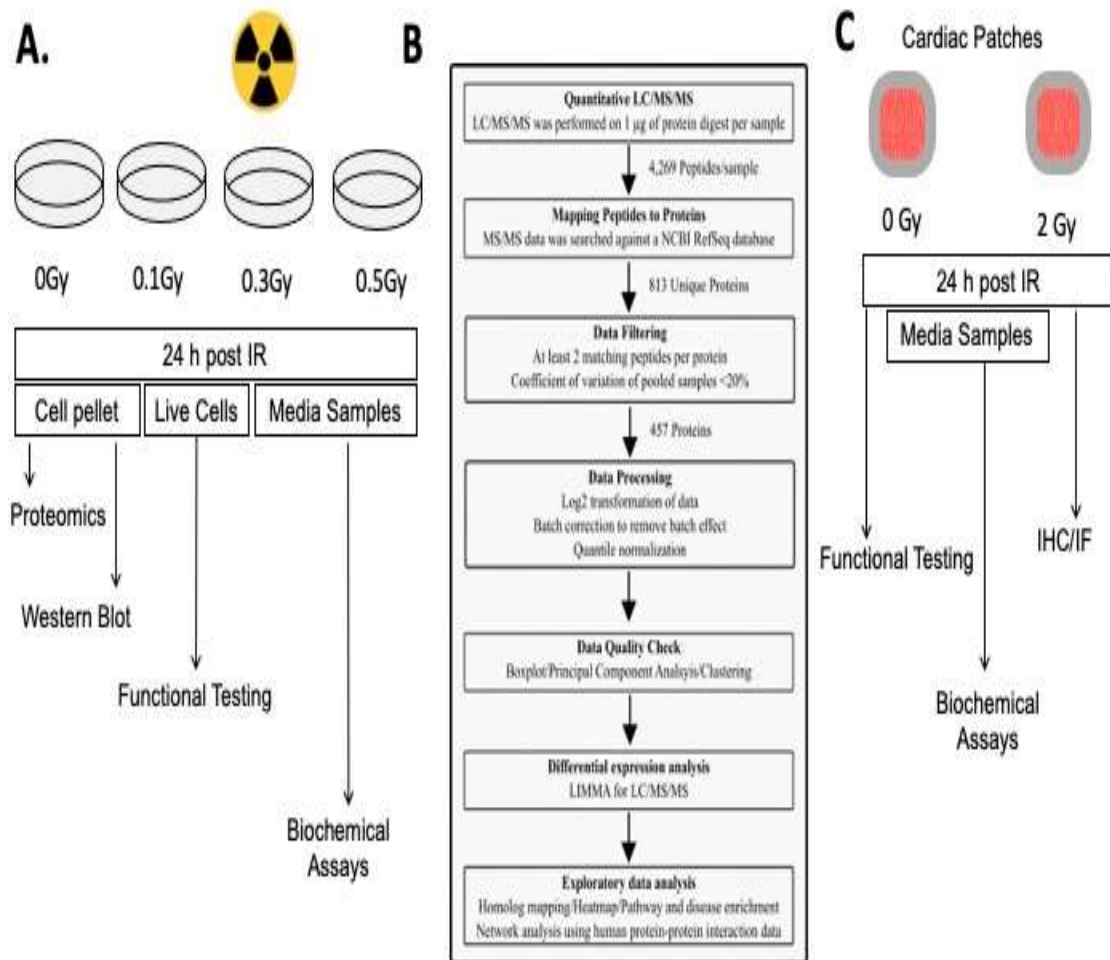 A.
0Gy
0.1Gy
0.3Gy
0.5Gy
24 h post IR
Cell pellet
Live Cells
Media Samples
Proteomics
Western Blot
Functional Testing
Biochemical
Assays
B
Quantitative LC/MS/MS
LC/MS/MS was performed on 1 μg of protein digest per sample
4,269 Peptides/sample
Mapping Peptides to Proteins
MS/MS data was searched against a NCBI RefSeq database
813 Unique Proteins
Data Filtering
At least 2 matching peptides per protein
Coefficient of variation of pooled samples <20%
457 Proteins
Data Processing
Log2 transformation of data
Batch correction to remove batch effect
Quantile normalization
Data Quality Check
Boxplot/Principal Component Analsyis/Clustering
Differential expression analysis
LIMMA for LC/MS/MS
Exploratory data analysis
Homolog mapping/Heatmap/Pathway and disease enrichment
Network analysis using human protein-protein interaction data
C
Cardiac Patches
0 Gy
2 Gy
24 h post IR
Media Samples
Functional Testing
IHC/IF
Biochemical
Assays